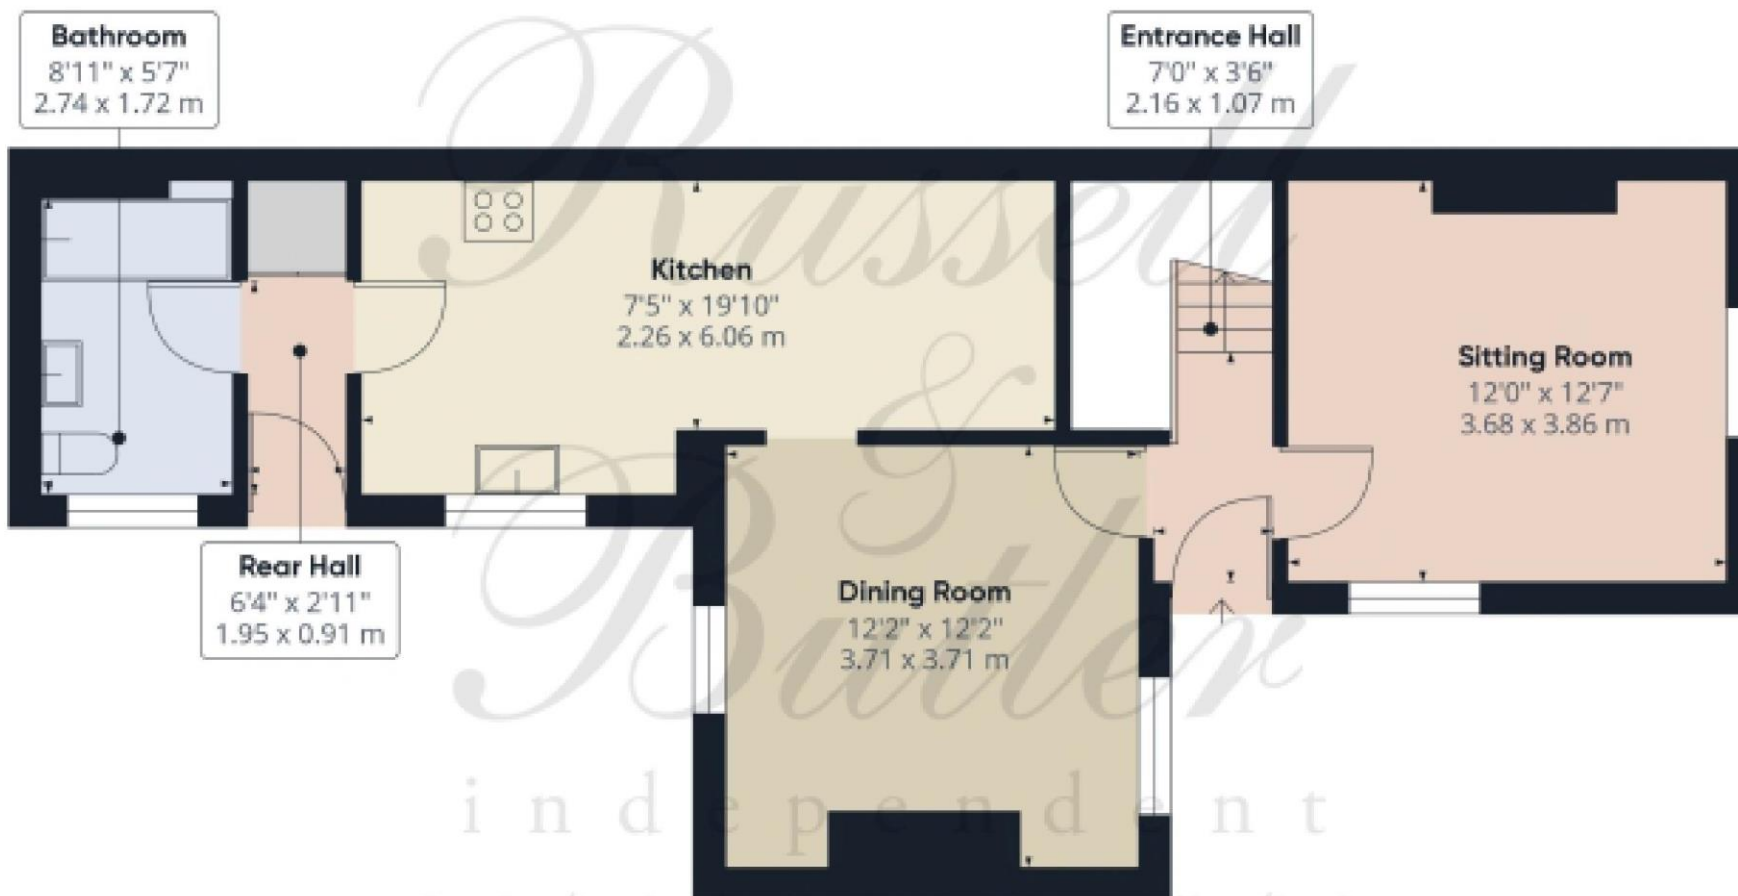 Bathroom
8'11" x 5'7"
2.74 x 1.72 m
Entrance Hall
7'0" x 3'6"
2.16 x 1.07 m
Kitchen
7'5" x 19'10"
2.26 x 6.06 m
Sitting Room
12'0" x 12'7"
3.68 x 3.86 m
Rear Hall
6'4" x 2'11"
1.95 x 0.91 m
Dining Room
12'2" x 12'2"
3.71 x 3.71 m
Russell
&
Butler
independent